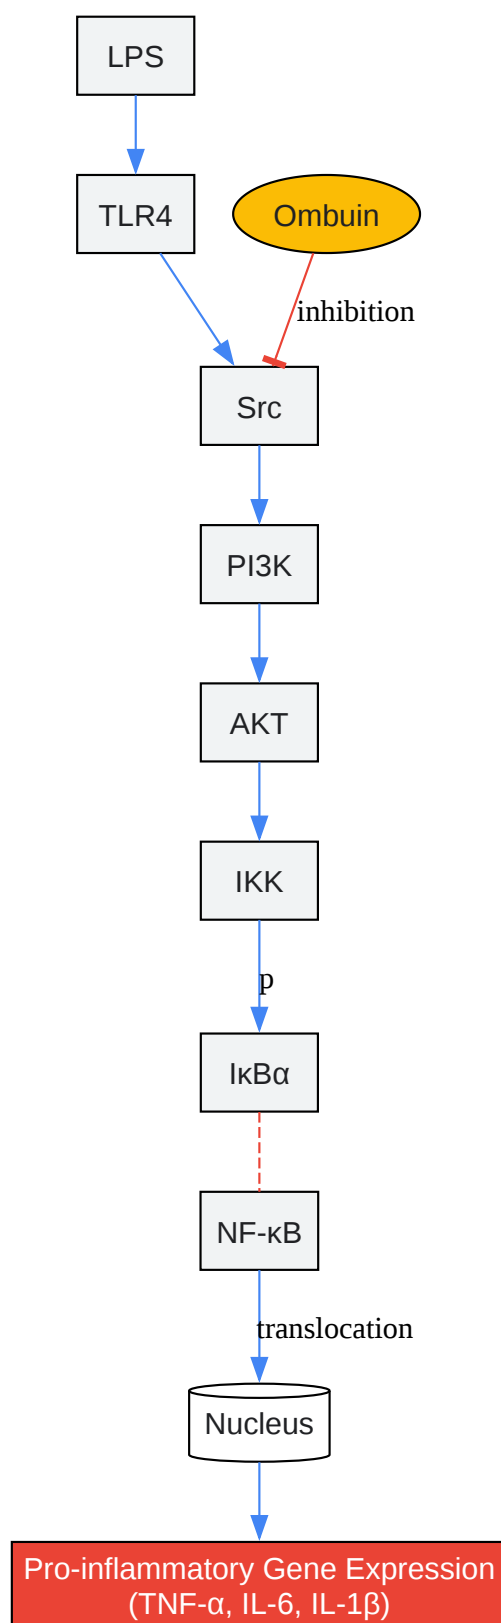 LPS
TLR4
Ombuin
inhibition
Src
PI3K
AKT
IKK
p
IκBα
NF-κB
translocation
Nucleus
Pro-inflammatory Gene Expression
(TNF-α, IL-6, IL-1β)